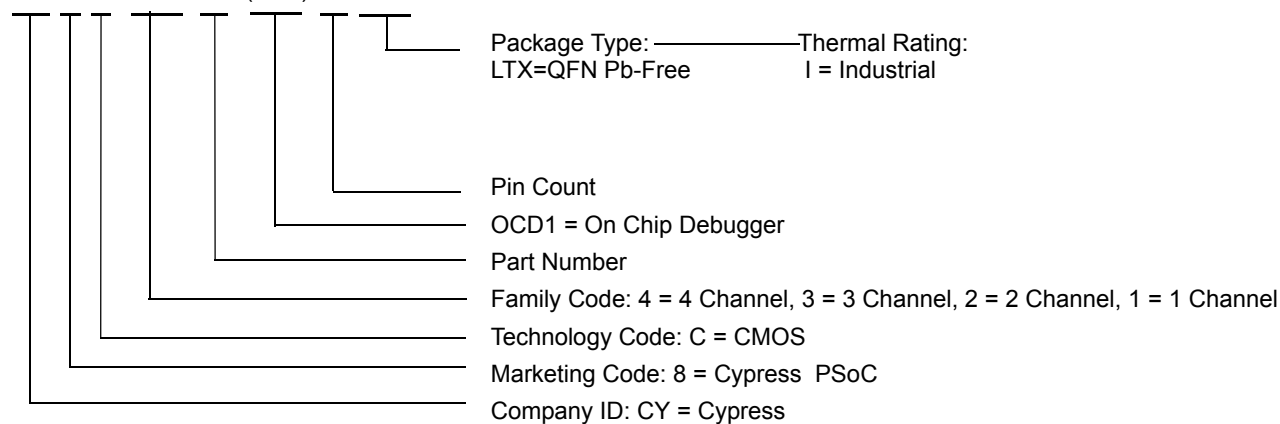 Package Type: Thermal Rating:
LTX=QFN Pb-Free I = Industrial
Pin Count
OCD1 = On Chip Debugger
Part Number
Family Code: 4 = 4 Channel, 3 = 3 Channel, 2 = 2 Channel, 1 = 1 Channel
Technology Code: C = CMOS
Marketing Code: 8 = Cypress PSoC
Company ID: CY = Cypress